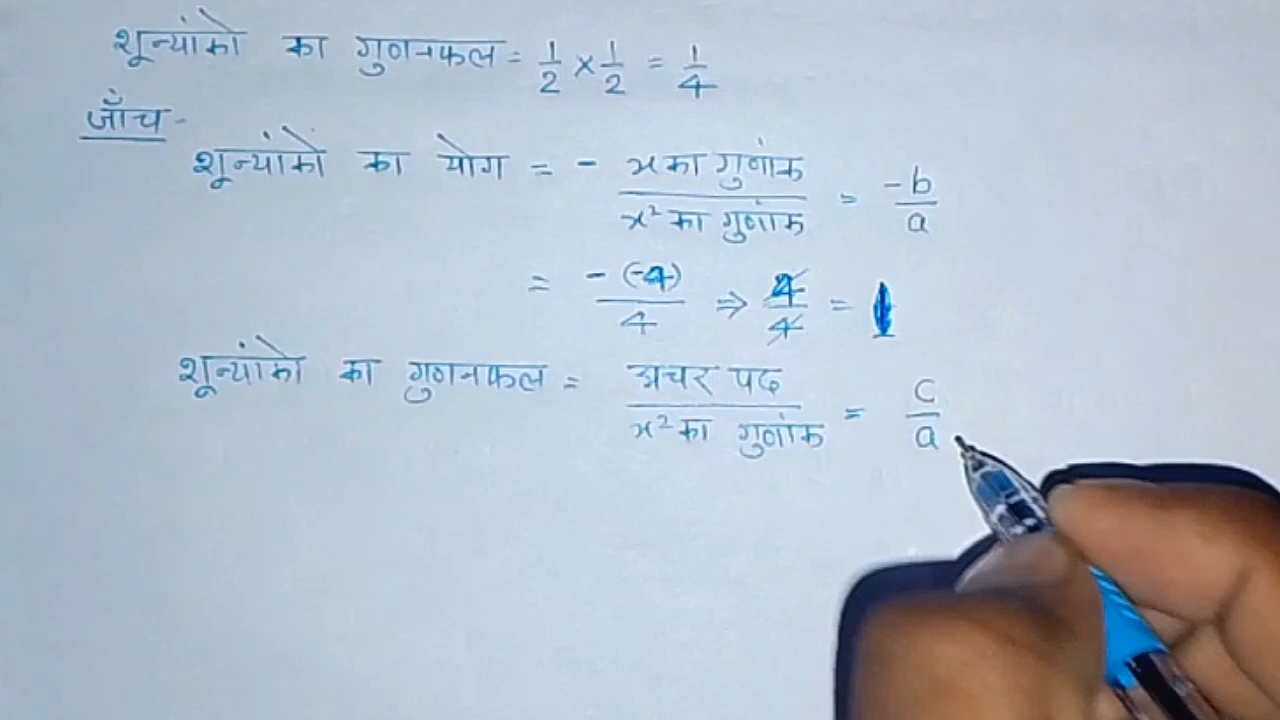 शून्यांको का गुणनफल = 1/2 × 1/2 = 1/4
जाँच -
शून्यांकों का योग = - x का गुणांक / x² का गुणांक = -b/a
= -(-4)/4 ⇒ 4/4 = 1
शून्यांको का गुणनफल = अचर पद / x² का गुणांक = c/a